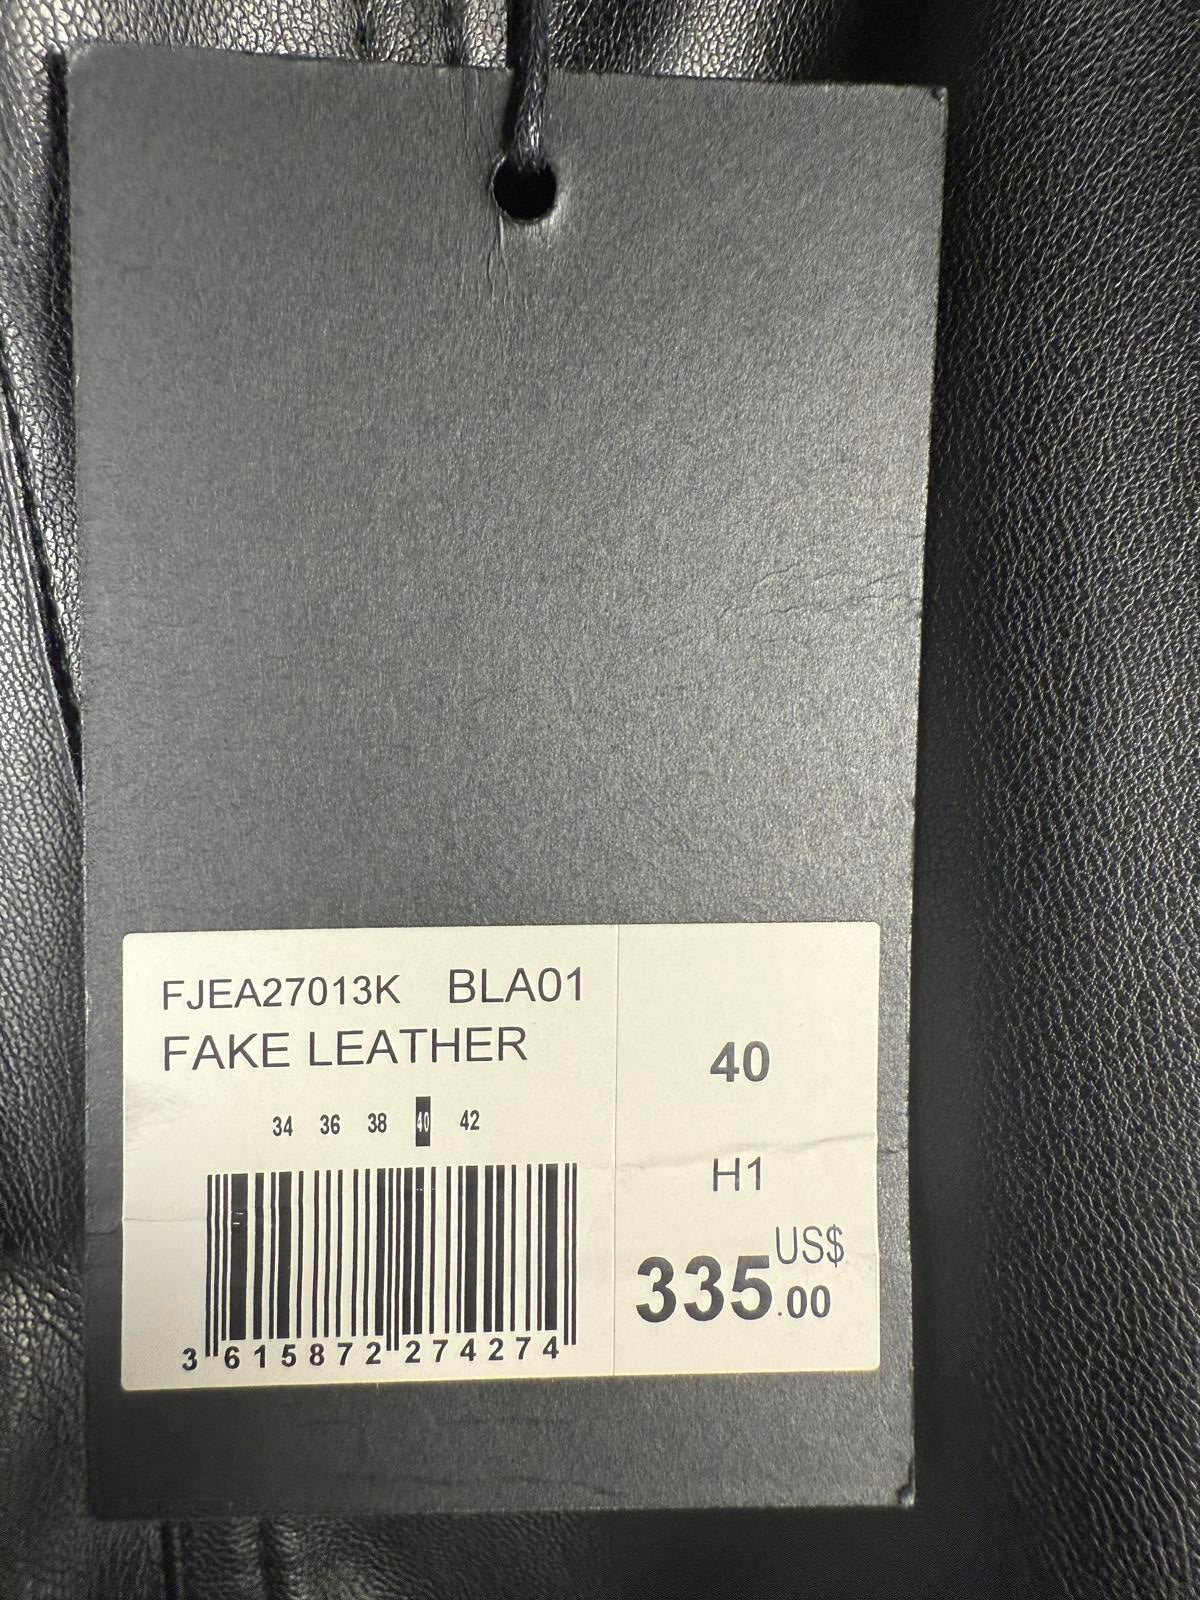 FJEA27013K BLA01
FAKE LEATHER
34 36 38 40 42
3 615872 274274
40
H1
US$
335.00